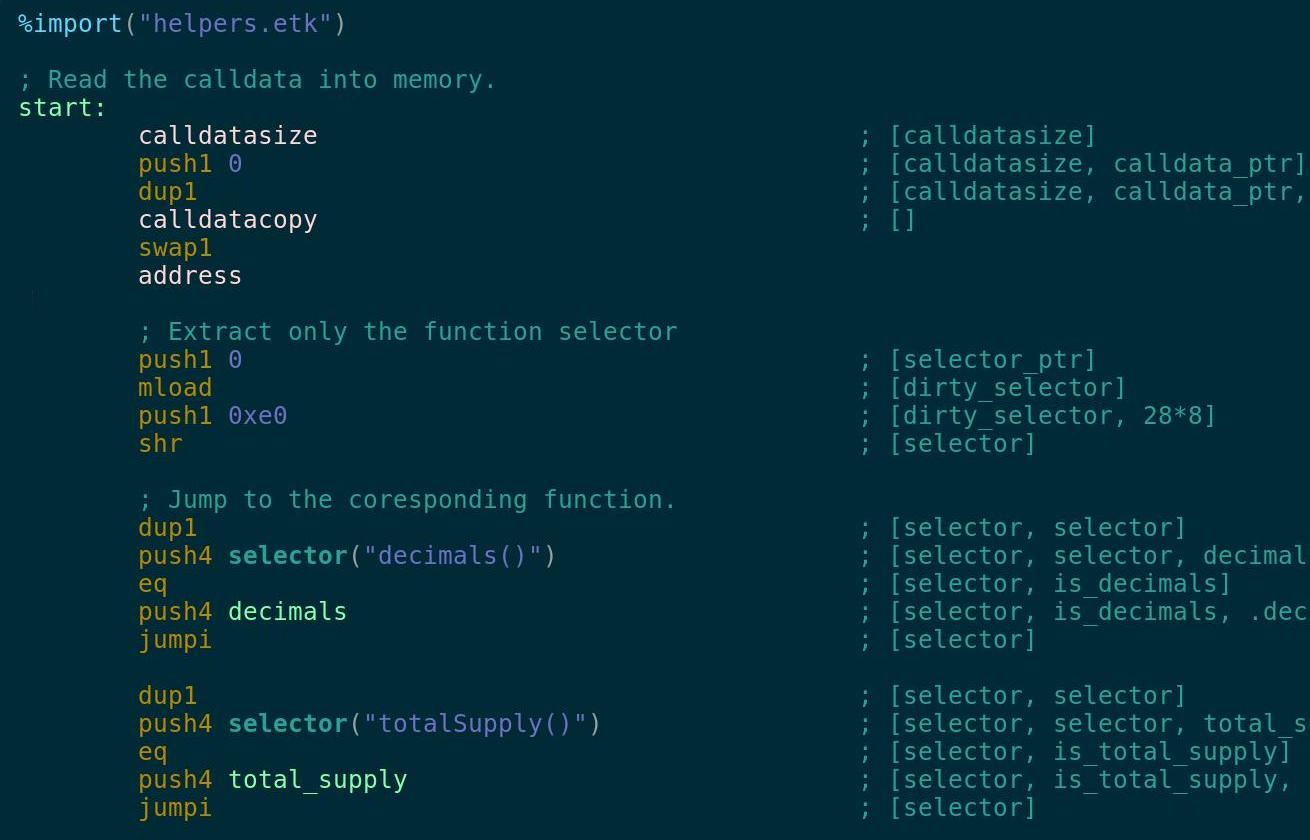 %import("helpers.etk")
; Read the calldata into memory.
start:
calldatasize ; [calldatasize]
push1 0 ; [calldatasize, calldata_ptr]
dup1 ; [calldatasize, calldata_ptr,
calldatacopy ; []
swap1
address
; Extract only the function selector
push1 0 ; [selector_ptr]
mload ; [dirty_selector]
push1 0xe0 ; [dirty_selector, 28*8]
shr ; [selector]
; Jump to the coresponding function.
dup1 ; [selector, selector]
push4 selector("decimals()") ; [selector, selector, decimal
eq ; [selector, is_decimals]
push4 decimals ; [selector, is_decimals, .dec
jumpi ; [selector]
dup1 ; [selector, selector]
push4 selector("totalSupply()") ; [selector, selector, total_s
eq ; [selector, is_total_supply]
push4 total_supply ; [selector, is_total_supply,
jumpi ; [selector]